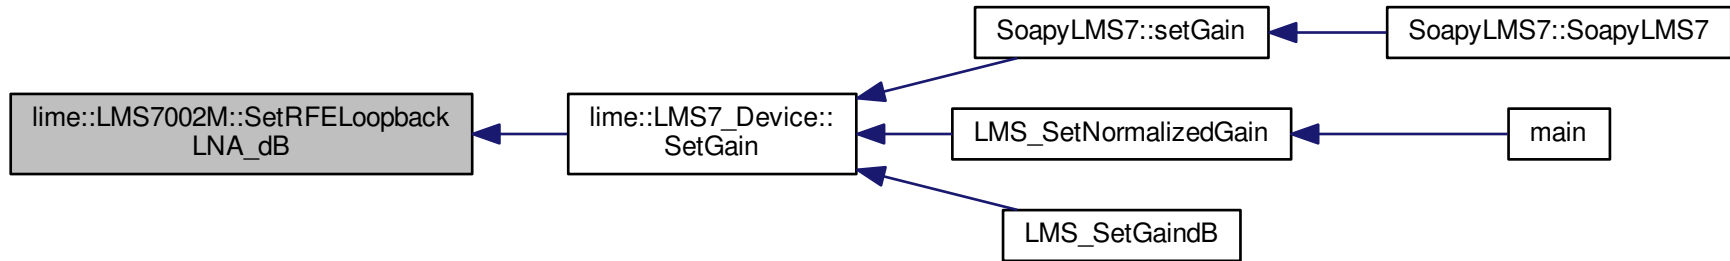 SoapyLMS7::setGain
SoapyLMS7::SoapyLMS7
lime::LMS7002M::SetRFELoopback
LNA_dB
lime::LMS7_Device::
SetGain
LMS_SetNormalizedGain
main
LMS_SetGaindB